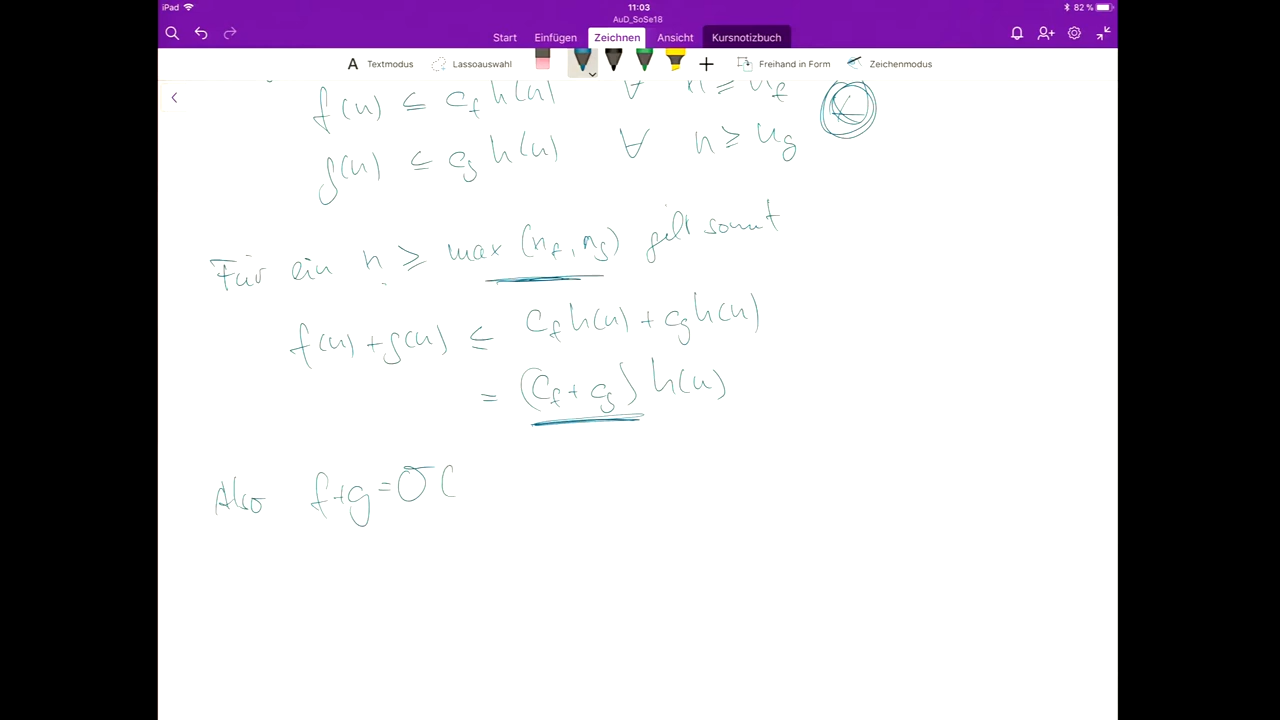 iPad 11:03 82 %
AuD_SoSe18
Start Einfügen Zeichnen Ansicht Kursnotizbuch
A Textmodus Lassoauswahl Freihand in Form Zeichenmodus
f(n) ≤ c_f h(n) ∀ n ≥ n_f
g(n) ≤ c_g h(n) ∀ n ≥ n_g
Für ein n ≥ max (n_f, n_g) gilt somit
f(n) + g(n) ≤ c_f h(n) + c_g h(n)
= (c_f + c_g) h(n)
Also f+g = O (